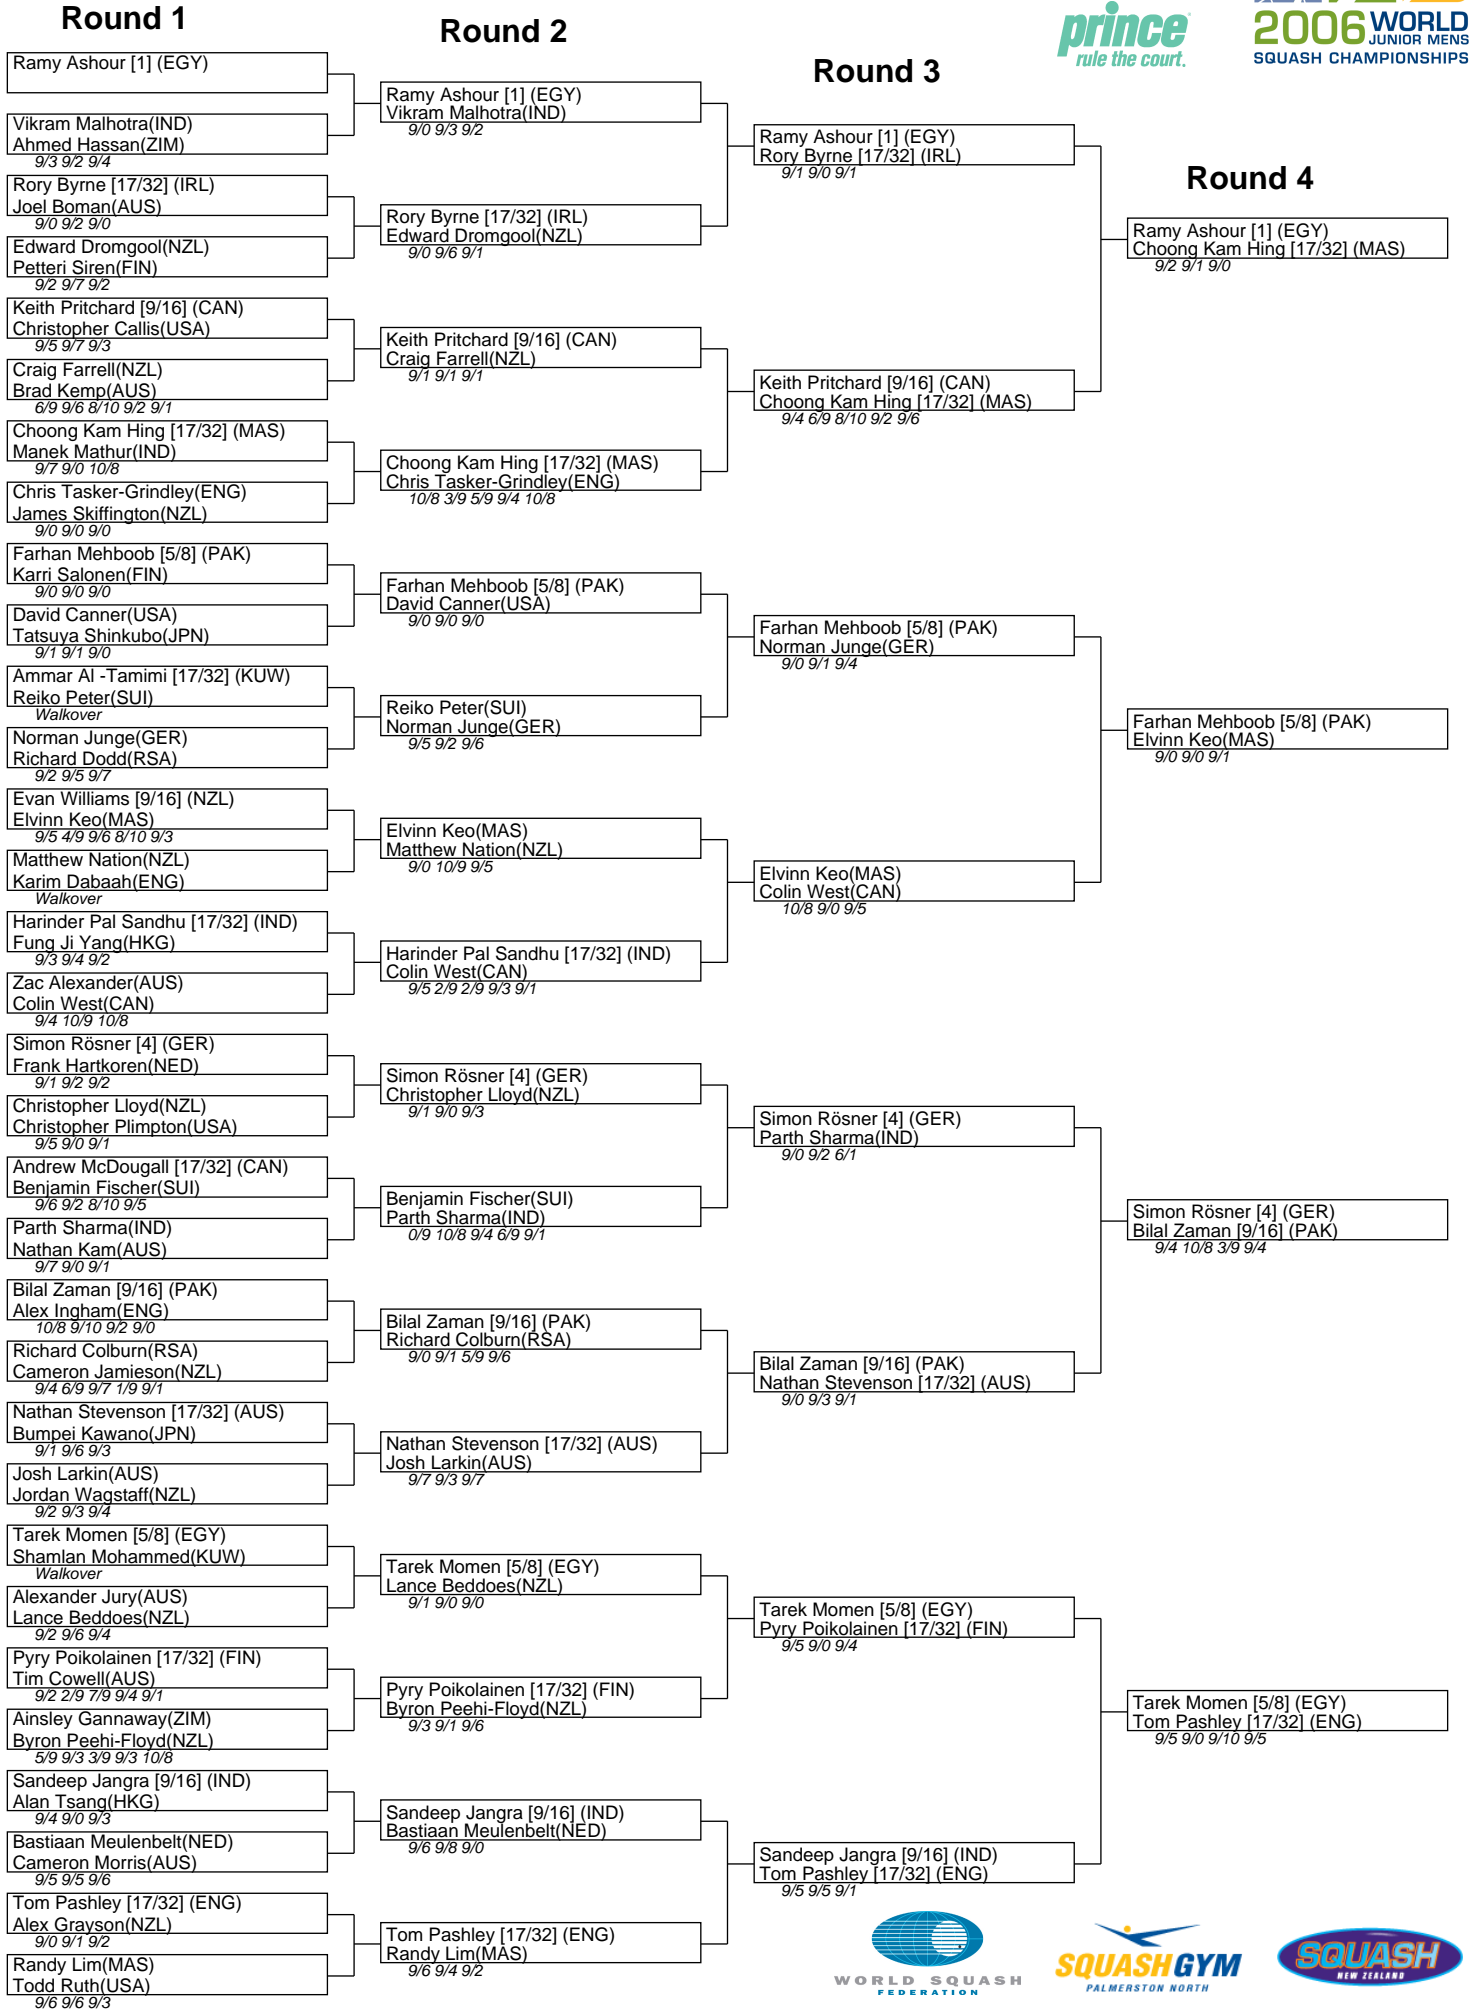 Round 1
Ramy Ashour [1] (EGY)
Vikram Malhotra(IND)
Ahmed Hassan(ZIM)
9/3 9/2 9/4
Rory Byrne [17/32] (IRL)
Joel Boman(AUS)
9/0 9/2 9/0
Edward Dromgool(NZL)
Petteri Siren(FIN)
9/2 9/7 9/2
Keith Pritchard [9/16] (CAN)
Christopher Callis(USA)
9/5 9/7 9/3
Craig Farrell(NZL)
Brad Kemp(AUS)
6/9 9/6 8/10 9/2 9/1
Choong Kam Hing [17/32] (MAS)
Manek Mathur(IND)
9/7 9/0 10/8
Chris Tasker-Grindley(ENG)
James Skiffington(NZL)
9/0 9/0 9/0
Farhan Mehboob [5/8] (PAK)
Karri Salonen(FIN)
9/0 9/0 9/0
David Canner(USA)
Tatsuya Shinkubo(JPN)
9/1 9/1 9/0
Ammar Al -Tamimi [17/32] (KUW)
Reiko Peter(SUI)
Walkover
Norman Junge(GER)
Richard Dodd(RSA)
9/2 9/5 9/7
Evan Williams [9/16] (NZL)
Elvinn Keo(MAS)
9/5 4/9 9/6 8/10 9/3
Matthew Nation(NZL)
Karim Dabaah(ENG)
Walkover
Harinder Pal Sandhu [17/32] (IND)
Fung Ji Yang(HKG)
9/3 9/4 9/2
Zac Alexander(AUS)
Colin West(CAN)
9/4 10/9 10/8
Simon Rösner [4] (GER)
Frank Hartkoren(NED)
9/1 9/2 9/2
Christopher Lloyd(NZL)
Christopher Plimpton(USA)
9/5 9/0 9/1
Andrew McDougall [17/32] (CAN)
Benjamin Fischer(SUI)
9/6 9/2 8/10 9/5
Parth Sharma(IND)
Nathan Kam(AUS)
9/7 9/0 9/1
Bilal Zaman [9/16] (PAK)
Alex Ingham(ENG)
10/8 9/10 9/2 9/0
Richard Colburn(RSA)
Cameron Jamieson(NZL)
9/4 6/9 9/7 1/9 9/1
Nathan Stevenson [17/32] (AUS)
Bumpei Kawano(JPN)
9/1 9/6 9/3
Josh Larkin(AUS)
Jordan Wagstaff(NZL)
9/2 9/3 9/4
Tarek Momen [5/8] (EGY)
Shamlan Mohammed(KUW)
Walkover
Alexander Jury(AUS)
Lance Beddoes(NZL)
9/2 9/6 9/4
Pyry Poikolainen [17/32] (FIN)
Tim Cowell(AUS)
9/2 2/9 7/9 9/4 9/1
Ainsley Gannaway(ZIM)
Byron Peehi-Floyd(NZL)
5/9 9/3 3/9 9/3 10/8
Sandeep Jangra [9/16] (IND)
Alan Tsang(HKG)
9/4 9/0 9/3
Bastiaan Meulenbelt(NED)
Cameron Morris(AUS)
9/5 9/5 9/6
Tom Pashley [17/32] (ENG)
Alex Grayson(NZL)
9/0 9/1 9/2
Randy Lim(MAS)
Todd Ruth(USA)
9/6 9/6 9/3
Round 2
Ramy Ashour [1] (EGY)
Vikram Malhotra(IND)
9/0 9/3 9/2
Rory Byrne [17/32] (IRL)
Edward Dromgool(NZL)
9/0 9/6 9/1
Keith Pritchard [9/16] (CAN)
Craig Farrell(NZL)
9/1 9/1 9/1
Choong Kam Hing [17/32] (MAS)
Chris Tasker-Grindley(ENG)
10/8 3/9 5/9 9/4 10/8
Farhan Mehboob [5/8] (PAK)
David Canner(USA)
9/0 9/0 9/0
Reiko Peter(SUI)
Norman Junge(GER)
9/5 9/2 9/6
Elvinn Keo(MAS)
Matthew Nation(NZL)
9/0 10/9 9/5
Harinder Pal Sandhu [17/32] (IND)
Colin West(CAN)
9/5 2/9 2/9 9/3 9/1
Simon Rösner [4] (GER)
Christopher Lloyd(NZL)
9/1 9/0 9/3
Benjamin Fischer(SUI)
Parth Sharma(IND)
0/9 10/8 9/4 6/9 9/1
Bilal Zaman [9/16] (PAK)
Richard Colburn(RSA)
9/0 9/1 5/9 9/6
Nathan Stevenson [17/32] (AUS)
Josh Larkin(AUS)
9/7 9/3 9/7
Tarek Momen [5/8] (EGY)
Lance Beddoes(NZL)
9/1 9/0 9/0
Pyry Poikolainen [17/32] (FIN)
Byron Peehi-Floyd(NZL)
9/3 9/1 9/6
Sandeep Jangra [9/16] (IND)
Bastiaan Meulenbelt(NED)
9/6 9/8 9/0
Tom Pashley [17/32] (ENG)
Randy Lim(MAS)
9/6 9/4 9/2
Round 3
Ramy Ashour [1] (EGY)
Rory Byrne [17/32] (IRL)
9/1 9/0 9/1
Keith Pritchard [9/16] (CAN)
Choong Kam Hing [17/32] (MAS)
9/4 6/9 8/10 9/2 9/6
Farhan Mehboob [5/8] (PAK)
Norman Junge(GER)
9/0 9/1 9/4
Elvinn Keo(MAS)
Colin West(CAN)
10/8 9/0 9/5
Simon Rösner [4] (GER)
Parth Sharma(IND)
9/0 9/2 6/1
Bilal Zaman [9/16] (PAK)
Nathan Stevenson [17/32] (AUS)
9/0 9/3 9/1
Tarek Momen [5/8] (EGY)
Pyry Poikolainen [17/32] (FIN)
9/5 9/0 9/4
Sandeep Jangra [9/16] (IND)
Tom Pashley [17/32] (ENG)
9/5 9/5 9/1
prince
rule the court.
2006 WORLD
JUNIOR MENS
SQUASH CHAMPIONSHIPS
Round 4
Ramy Ashour [1] (EGY)
Choong Kam Hing [17/32] (MAS)
9/2 9/1 9/0
Farhan Mehboob [5/8] (PAK)
Elvinn Keo(MAS)
9/0 9/0 9/1
Simon Rösner [4] (GER)
Bilal Zaman [9/16] (PAK)
9/4 10/8 3/9 9/4
Tarek Momen [5/8] (EGY)
Tom Pashley [17/32] (ENG)
9/5 9/0 9/10 9/5
WORLD SQUASH
FEDERATION
SQUASHGYM
PALMERSTON NORTH
SQUASH
NEW ZEALAND